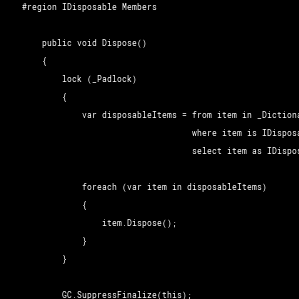 #region IDisposable Members
public void Dispose()
{
lock (_Padlock)
{
var disposableItems = from item in _Dictiona
where item is IDisposa
select item as IDispos
foreach (var item in disposableItems)
{
item.Dispose();
}
}
GC.SuppressFinalize(this);